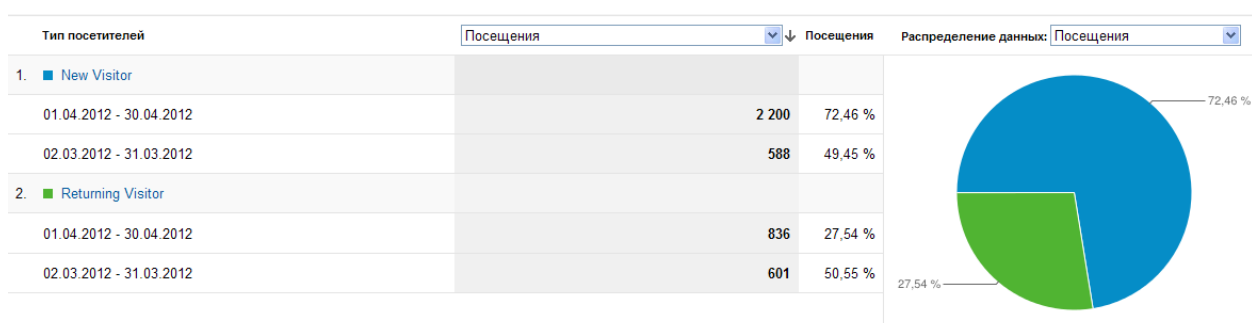 Тип посетителей Посещения Посещения Распределение данных: Посещения
1. New Visitor
01.04.2012 - 30.04.2012 2 200 72,46 %
72,46 %
02.03.2012 - 31.03.2012 588 49,45 %
2. Returning Visitor
01.04.2012 - 30.04.2012 836 27,54 %
02.03.2012 - 31.03.2012 601 50,55 %
27,54 %